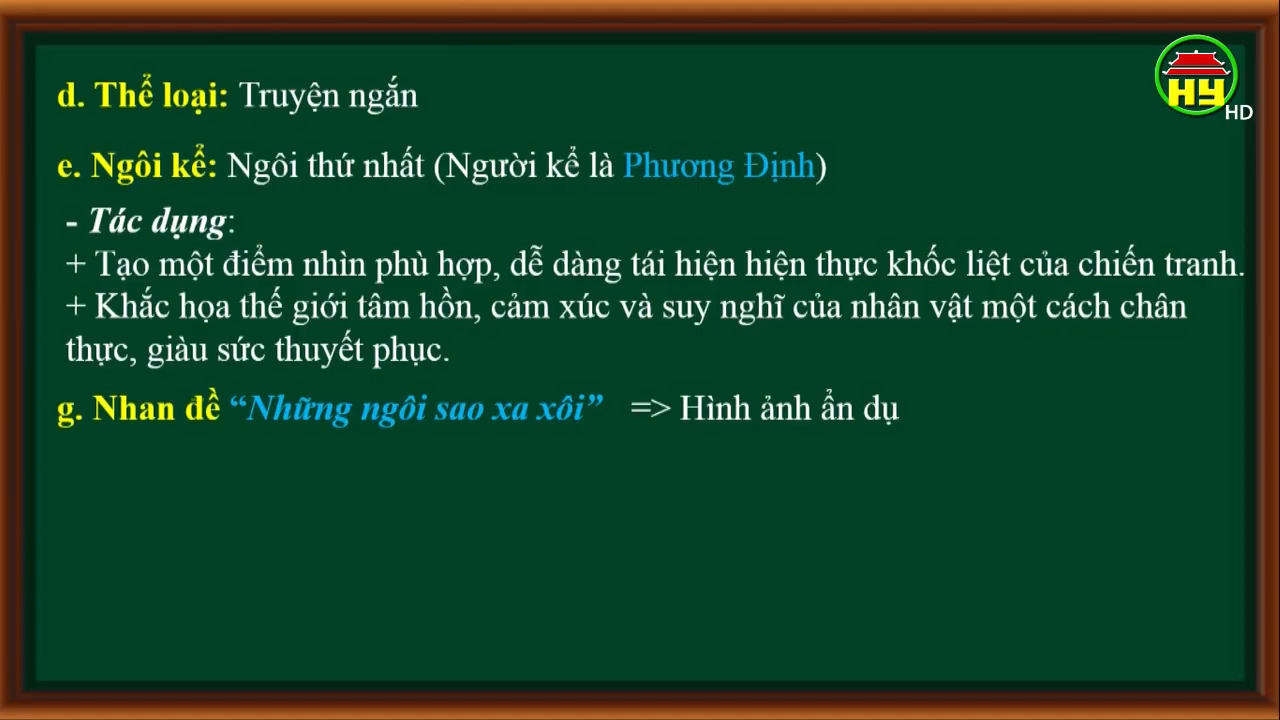 d. Thể loại: Truyện ngắn
e. Ngôi kể: Ngôi thứ nhất (Người kể là Phương Định)
- Tác dụng:
+ Tạo một điểm nhìn phù hợp, dễ dàng tái hiện hiện thực khốc liệt của chiến tranh.
+ Khắc họa thế giới tâm hồn, cảm xúc và suy nghĩ của nhân vật một cách chân
thực, giàu sức thuyết phục.
g. Nhan đề “Những ngôi sao xa xôi” => Hình ảnh ẩn dụ
HY
HD